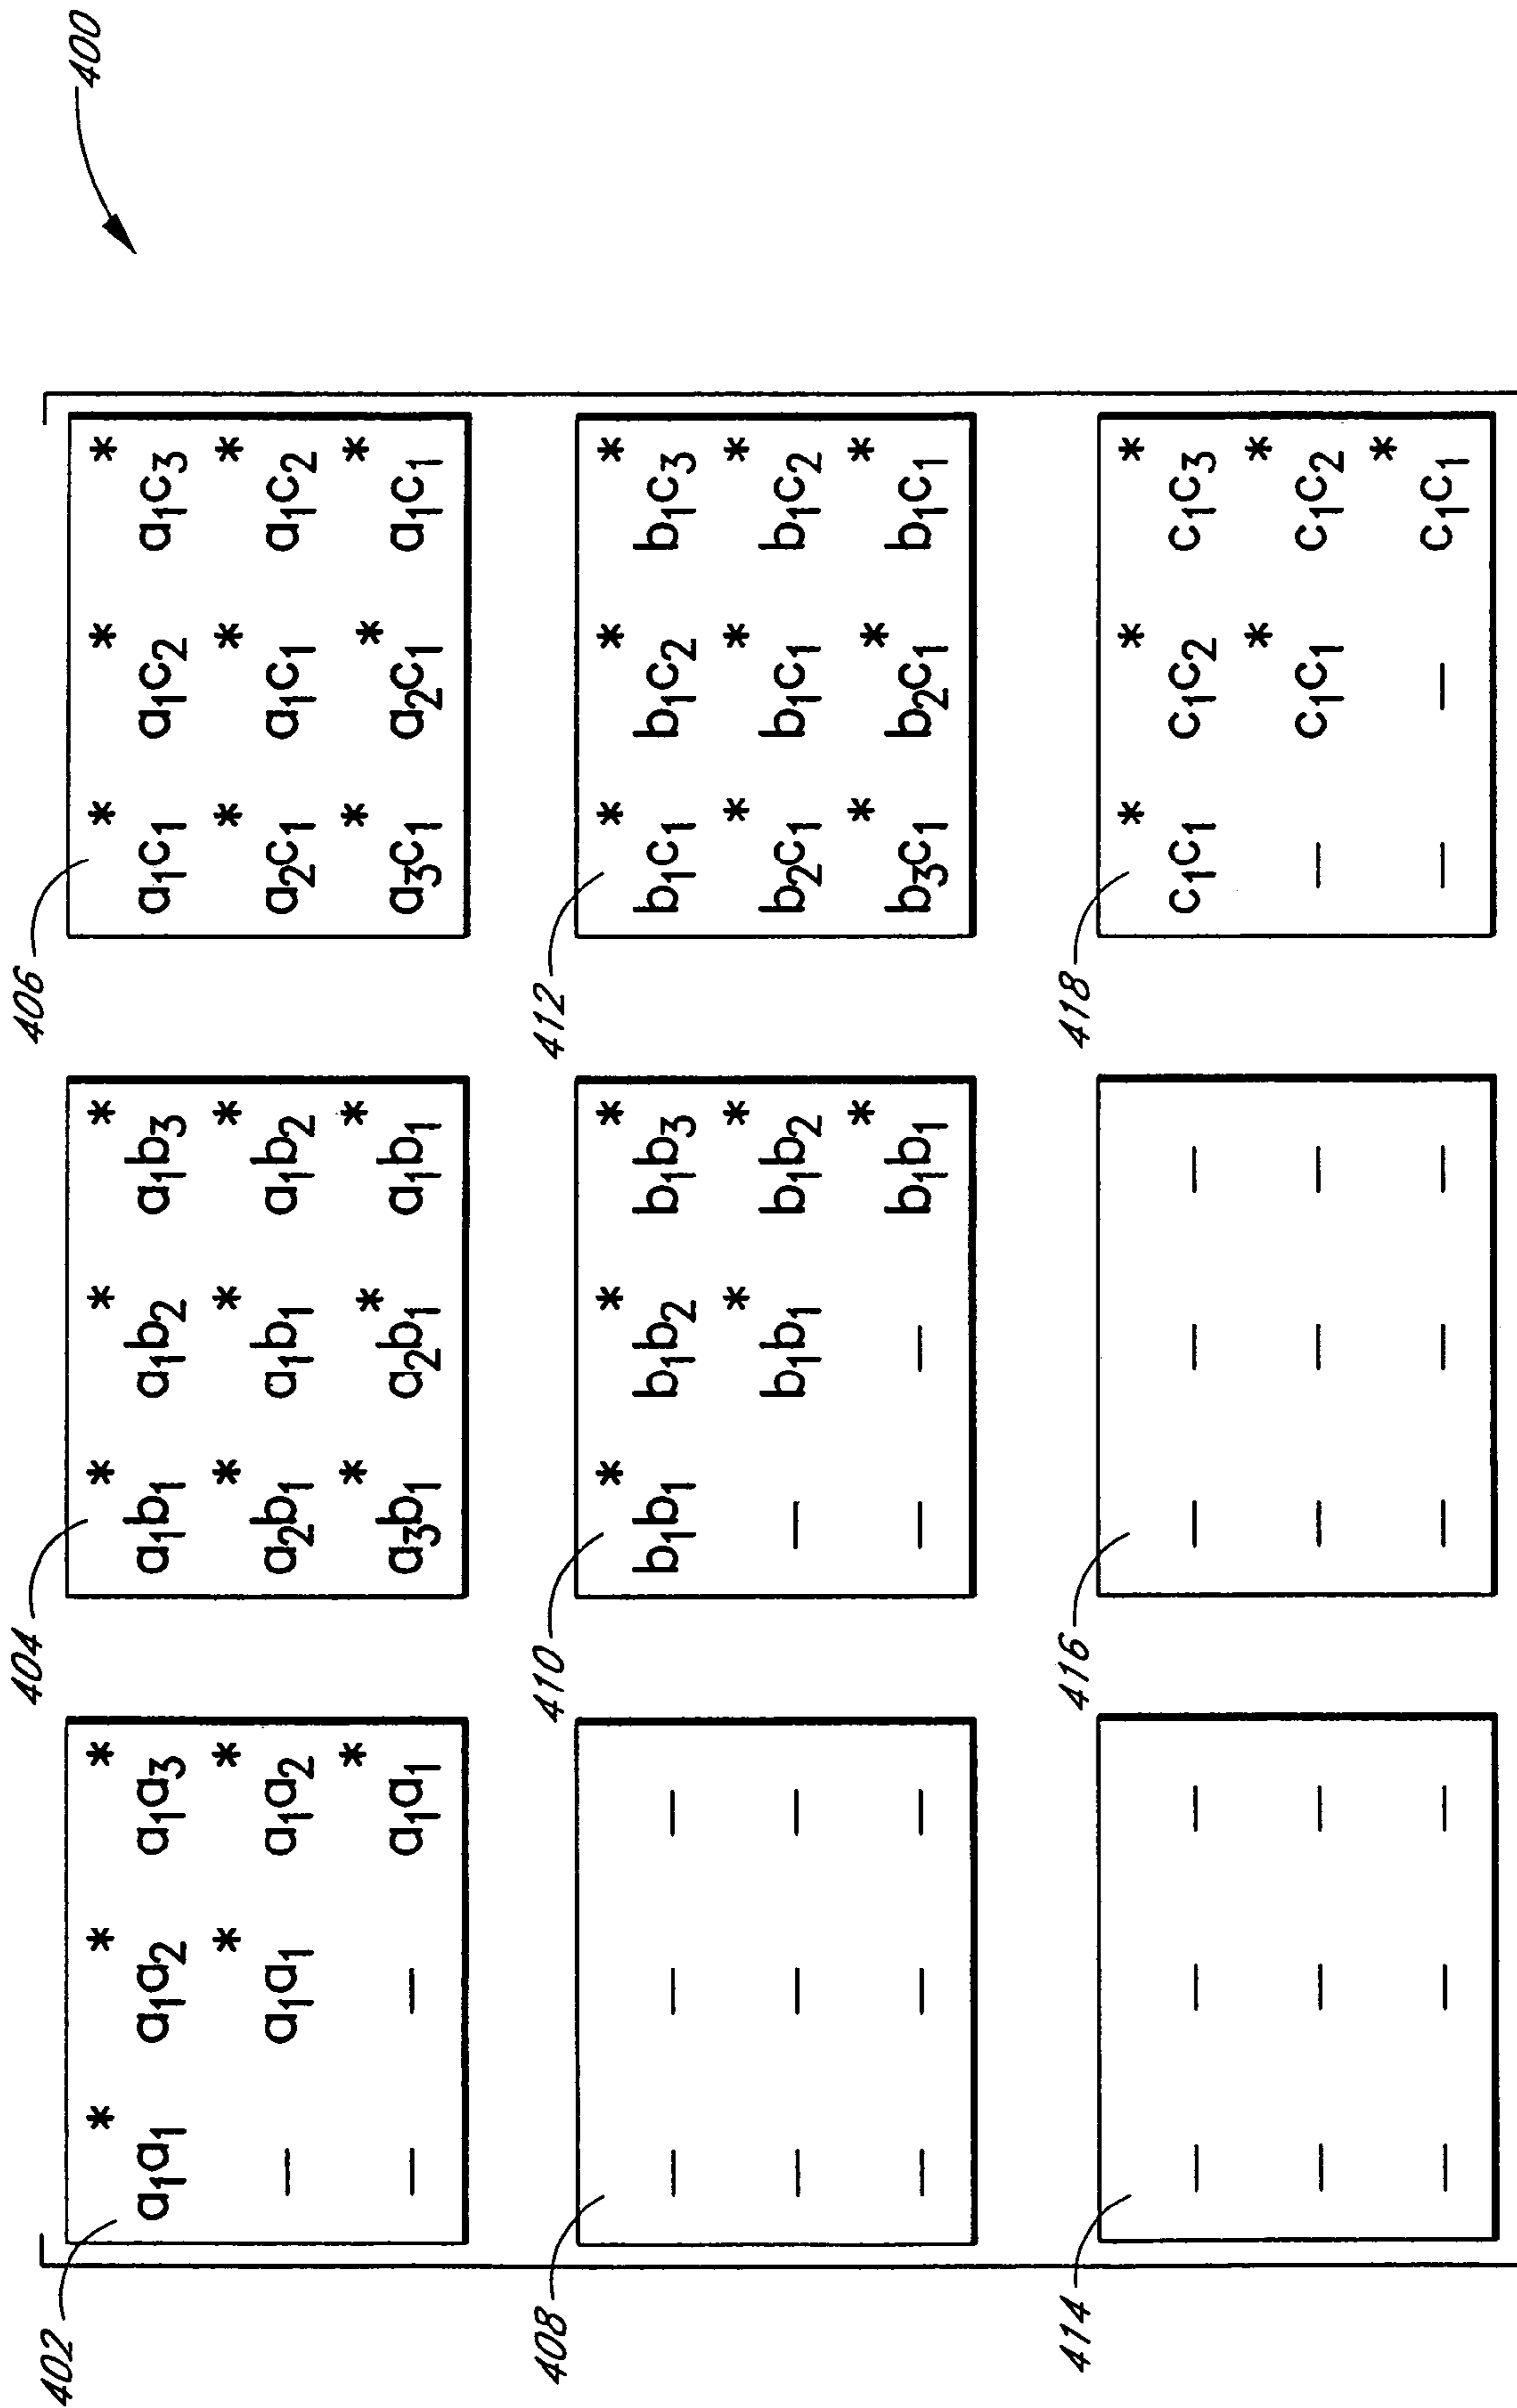 402 404 406 400
a₁a₁* a₁a₂* a₁a₃* a₁b₁* a₁b₂* a₁b₃* a₁c₁* a₁c₂* a₁c₃*
— a₁a₁* a₁a₂* a₂b₁* a₁b₁* a₁b₂* a₂c₁* a₁c₁* a₁c₂*
— — a₁a₁* a₃b₁* a₂b₁* a₁b₁* a₃c₁* a₂c₁* a₁c₁*
408 410 412
— — — b₁b₁* b₁b₂* b₁b₃* b₁c₁* b₁c₂* b₁c₃*
— — — — b₁b₁* b₁b₂* b₂c₁* b₁c₁* b₁c₂*
— — — — — b₁b₁* b₃c₁* b₂c₁* b₁c₁*
414 416 418
— — — — — — c₁c₁* c₁c₂* c₁c₃*
— — — — — — — c₁c₁* c₁c₂*
— — — — — — — — c₁c₁*